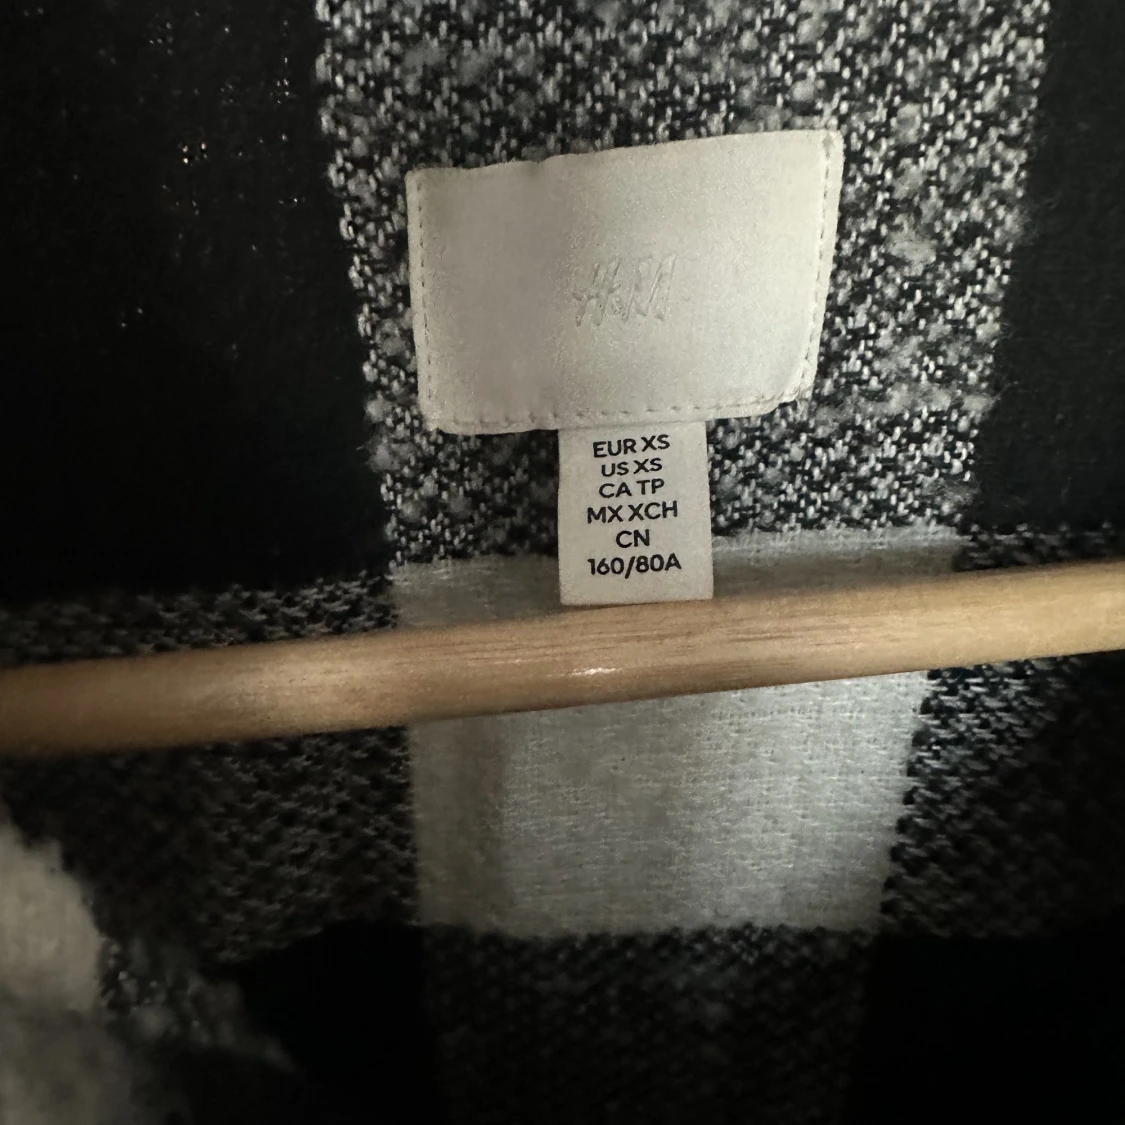 H&M
EUR XS
US XS
CA TP
MX XCH
CN
160/80A